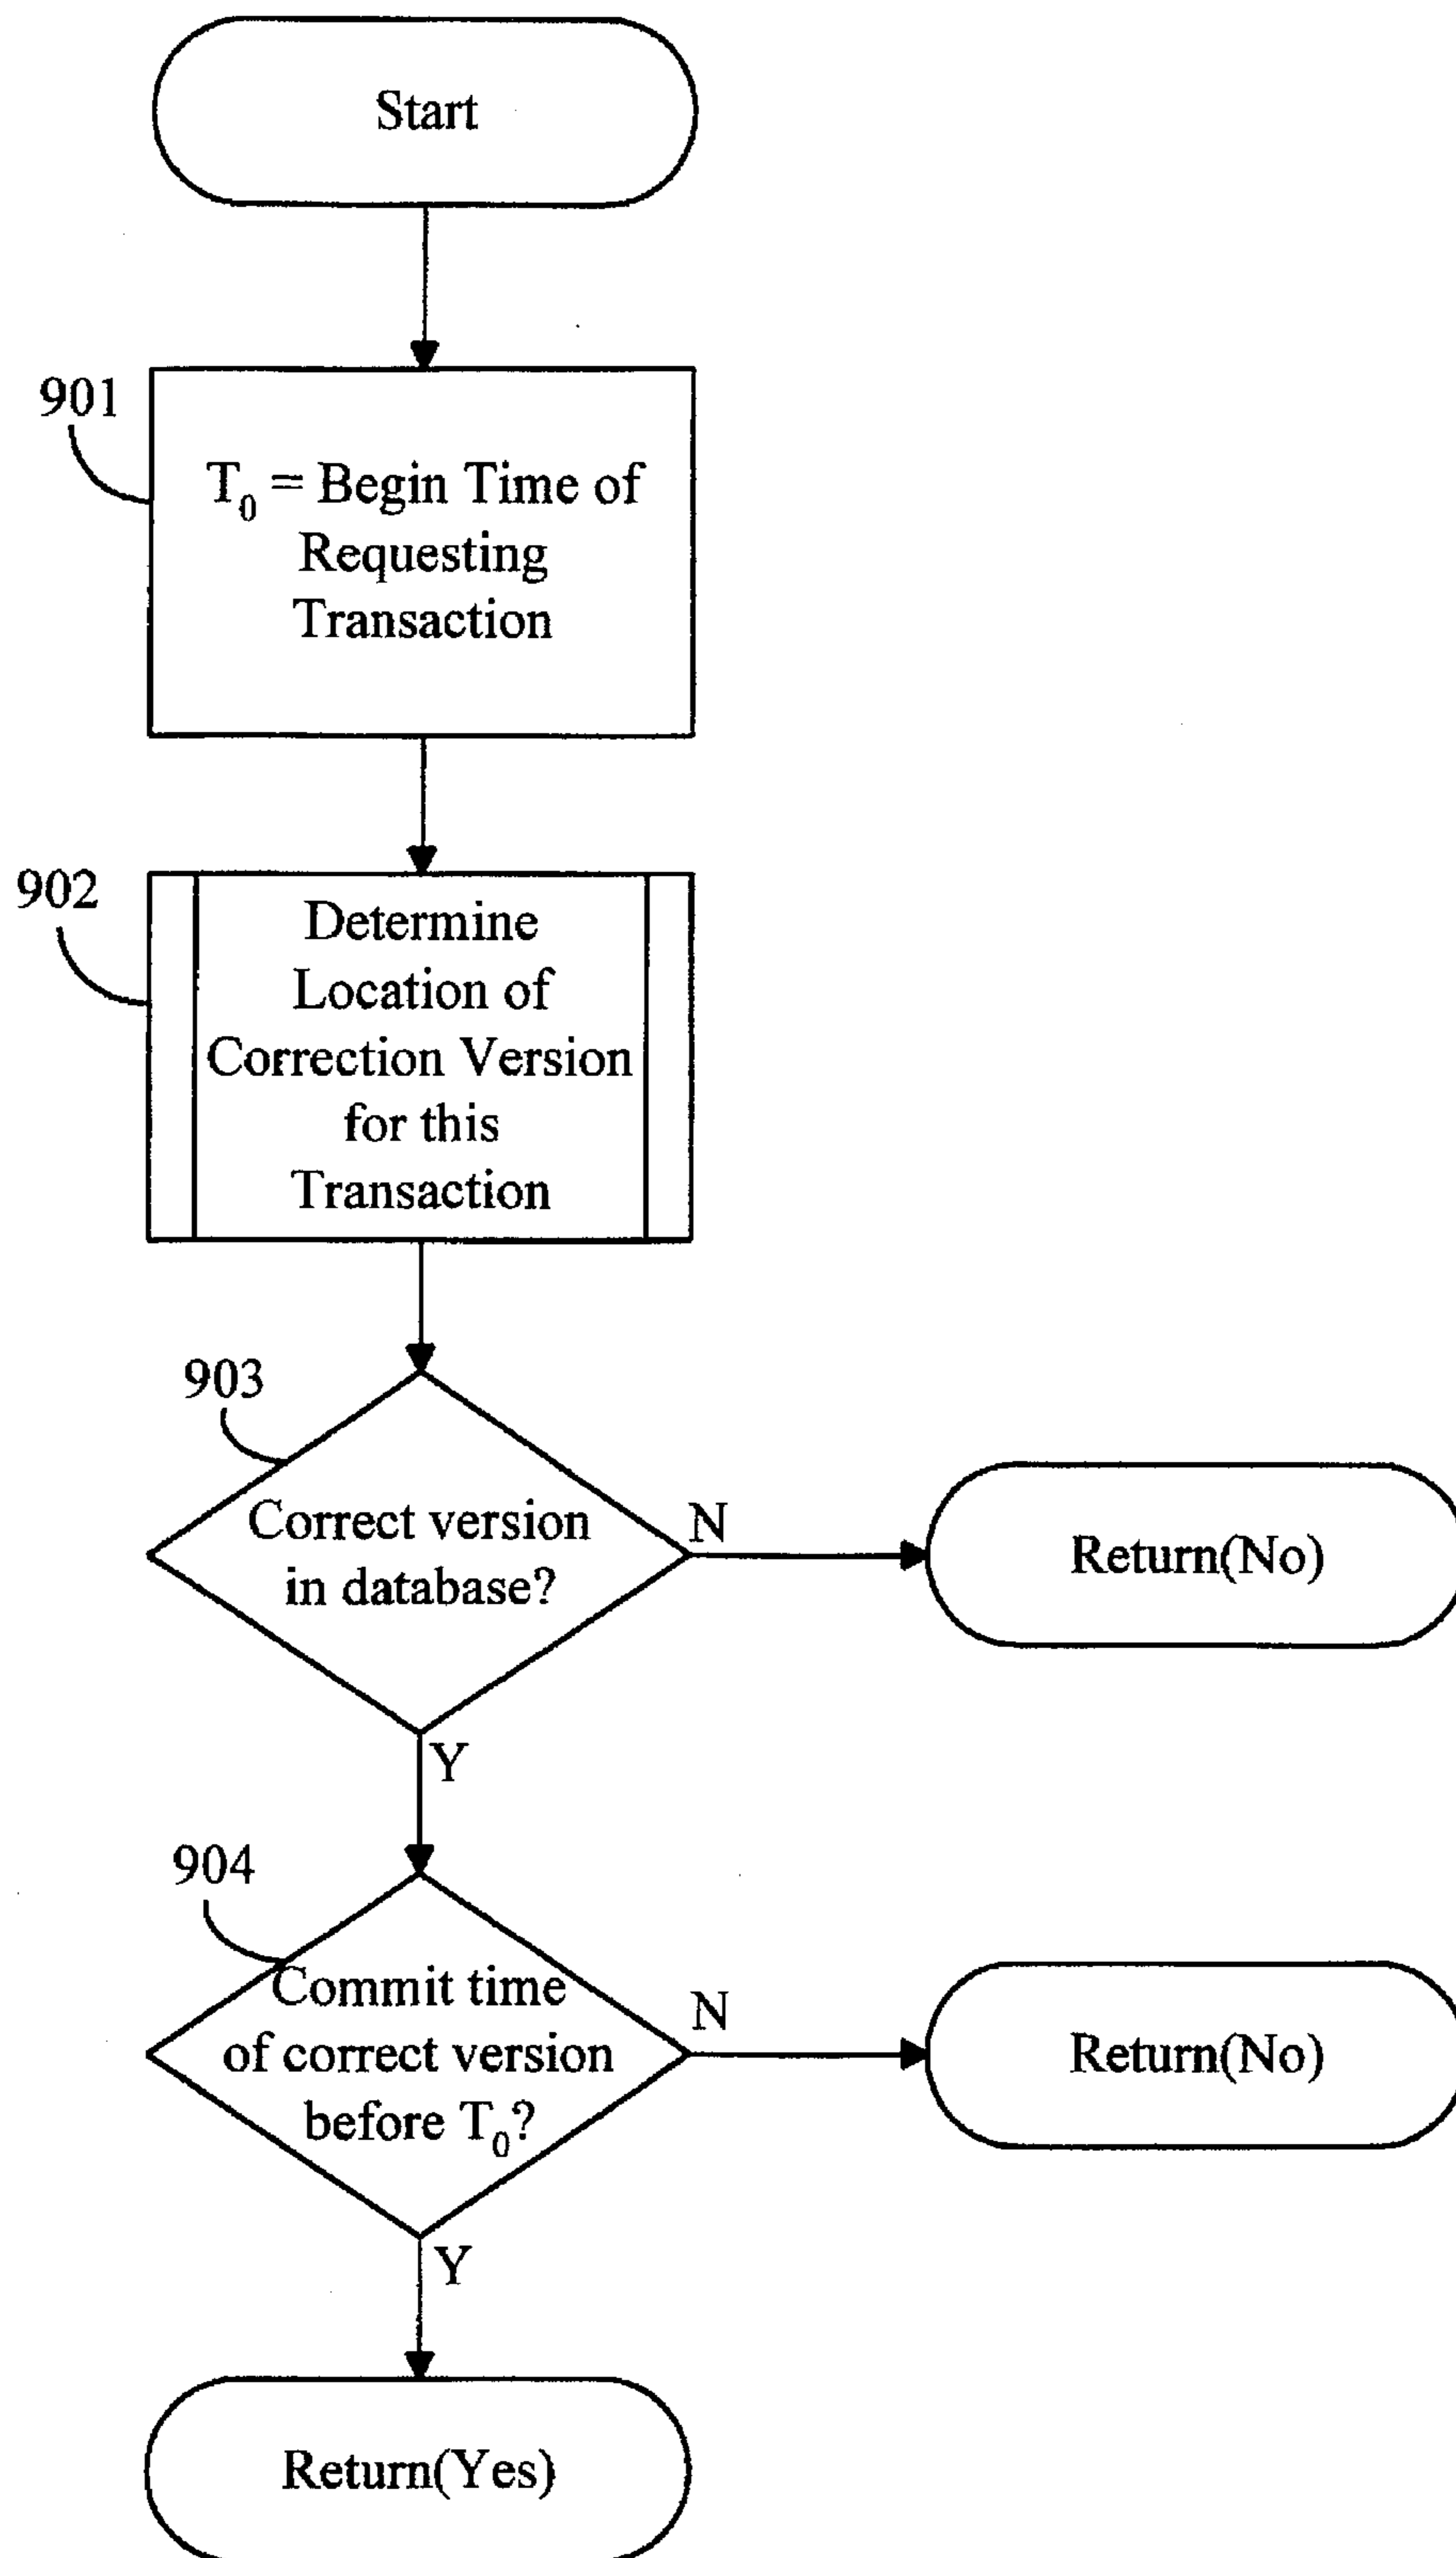 Start
901
T₀ = Begin Time of
Requesting
Transaction
902
Determine
Location of
Correction Version
for this
Transaction
903
Correct version
in database?
N
Return(No)
Y
904
Commit time
of correct version
before T₀?
N
Return(No)
Y
Return(Yes)